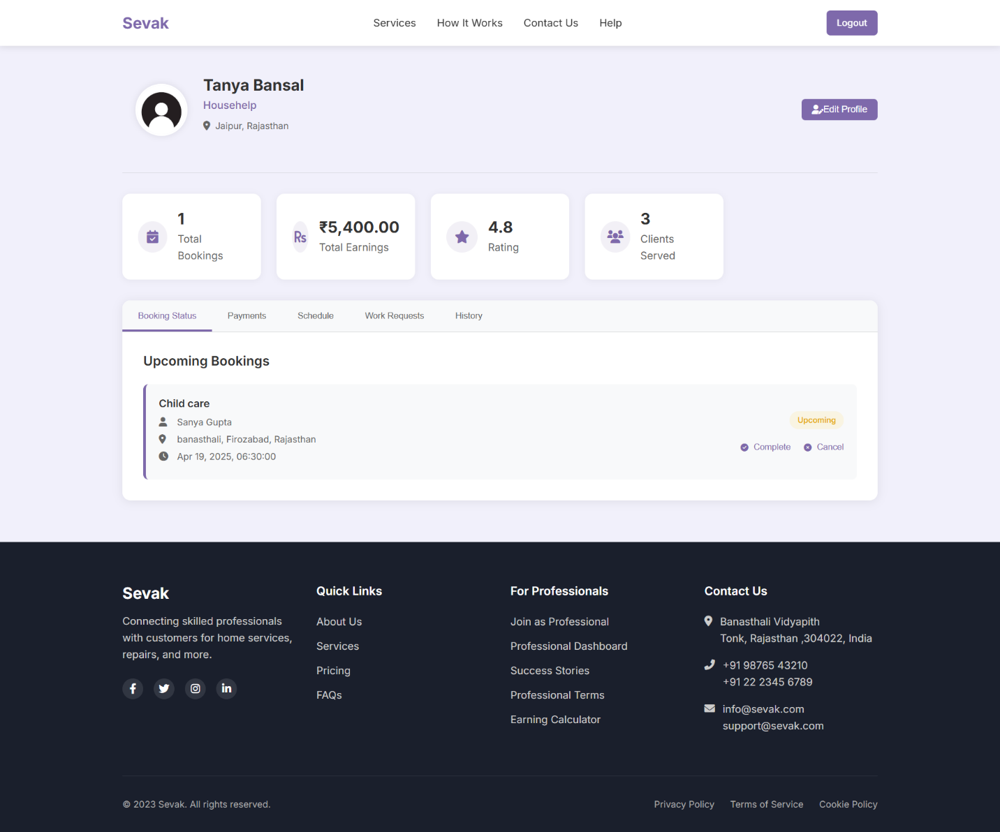 Sevak
Services
How It Works
Contact Us
Help
Logout
Tanya Bansal
Househelp
Jaipur, Rajasthan
Edit Profile
1
Total
Bookings
Rs
₹5,400.00
Total Earnings
4.8
Rating
3
Clients
Served
Booking Status
Payments
Schedule
Work Requests
History
Upcoming Bookings
Child care
Sanya Gupta
banasthali, Firozabad, Rajasthan
Apr 19, 2025, 06:30:00
Upcoming
Complete
Cancel
Sevak
Connecting skilled professionals
with customers for home services,
repairs, and more.
Quick Links
About Us
Services
Pricing
FAQs
For Professionals
Join as Professional
Professional Dashboard
Success Stories
Professional Terms
Earning Calculator
Contact Us
Banasthali Vidyapith
Tonk, Rajasthan ,304022, India
+91 98765 43210
+91 22 2345 6789
info@sevak.com
support@sevak.com
© 2023 Sevak. All rights reserved.
Privacy Policy
Terms of Service
Cookie Policy